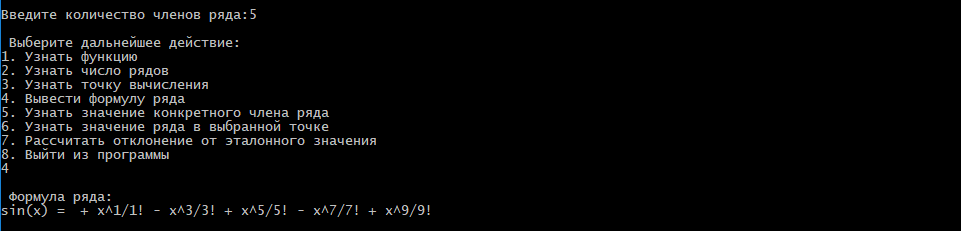 Введите количество членов ряда:5
Выберите дальнейшее действие:
1. Узнать функцию
2. Узнать число рядов
3. Узнать точку вычисления
4. Вывести формулу ряда
5. Узнать значение конкретного члена ряда
6. Узнать значение ряда в выбранной точке
7. Рассчитать отклонение от эталонного значения
8. Выйти из программы
4
Формула ряда:
sin(x) =  + x^1/1! - x^3/3! + x^5/5! - x^7/7! + x^9/9!